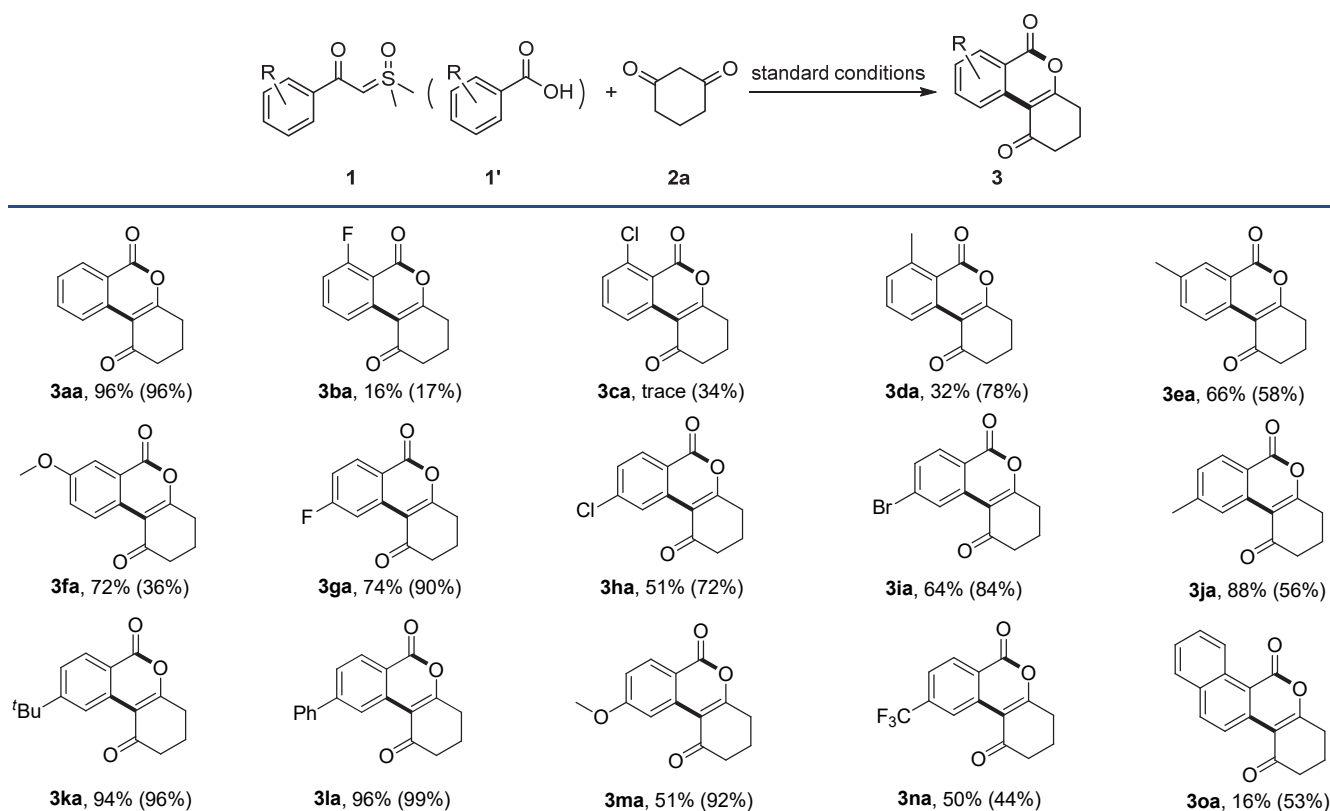 R O O S ( R O OH ) + O O standard conditions R O O O
1 1' 2a 3
O O O F O O O Cl O O O O O O O O O
3aa, 96% (96%) 3ba, 16% (17%) 3ca, trace (34%) 3da, 32% (78%) 3ea, 66% (58%)
O O O O F O O O Cl O O O Br O O O O O O
3fa, 72% (36%) 3ga, 74% (90%) 3ha, 51% (72%) 3ia, 64% (84%) 3ja, 88% (56%)
tBu O O O Ph O O O O O O O F3C O O O O O O
3ka, 94% (96%) 3la, 96% (99%) 3ma, 51% (92%) 3na, 50% (44%) 3oa, 16% (53%)